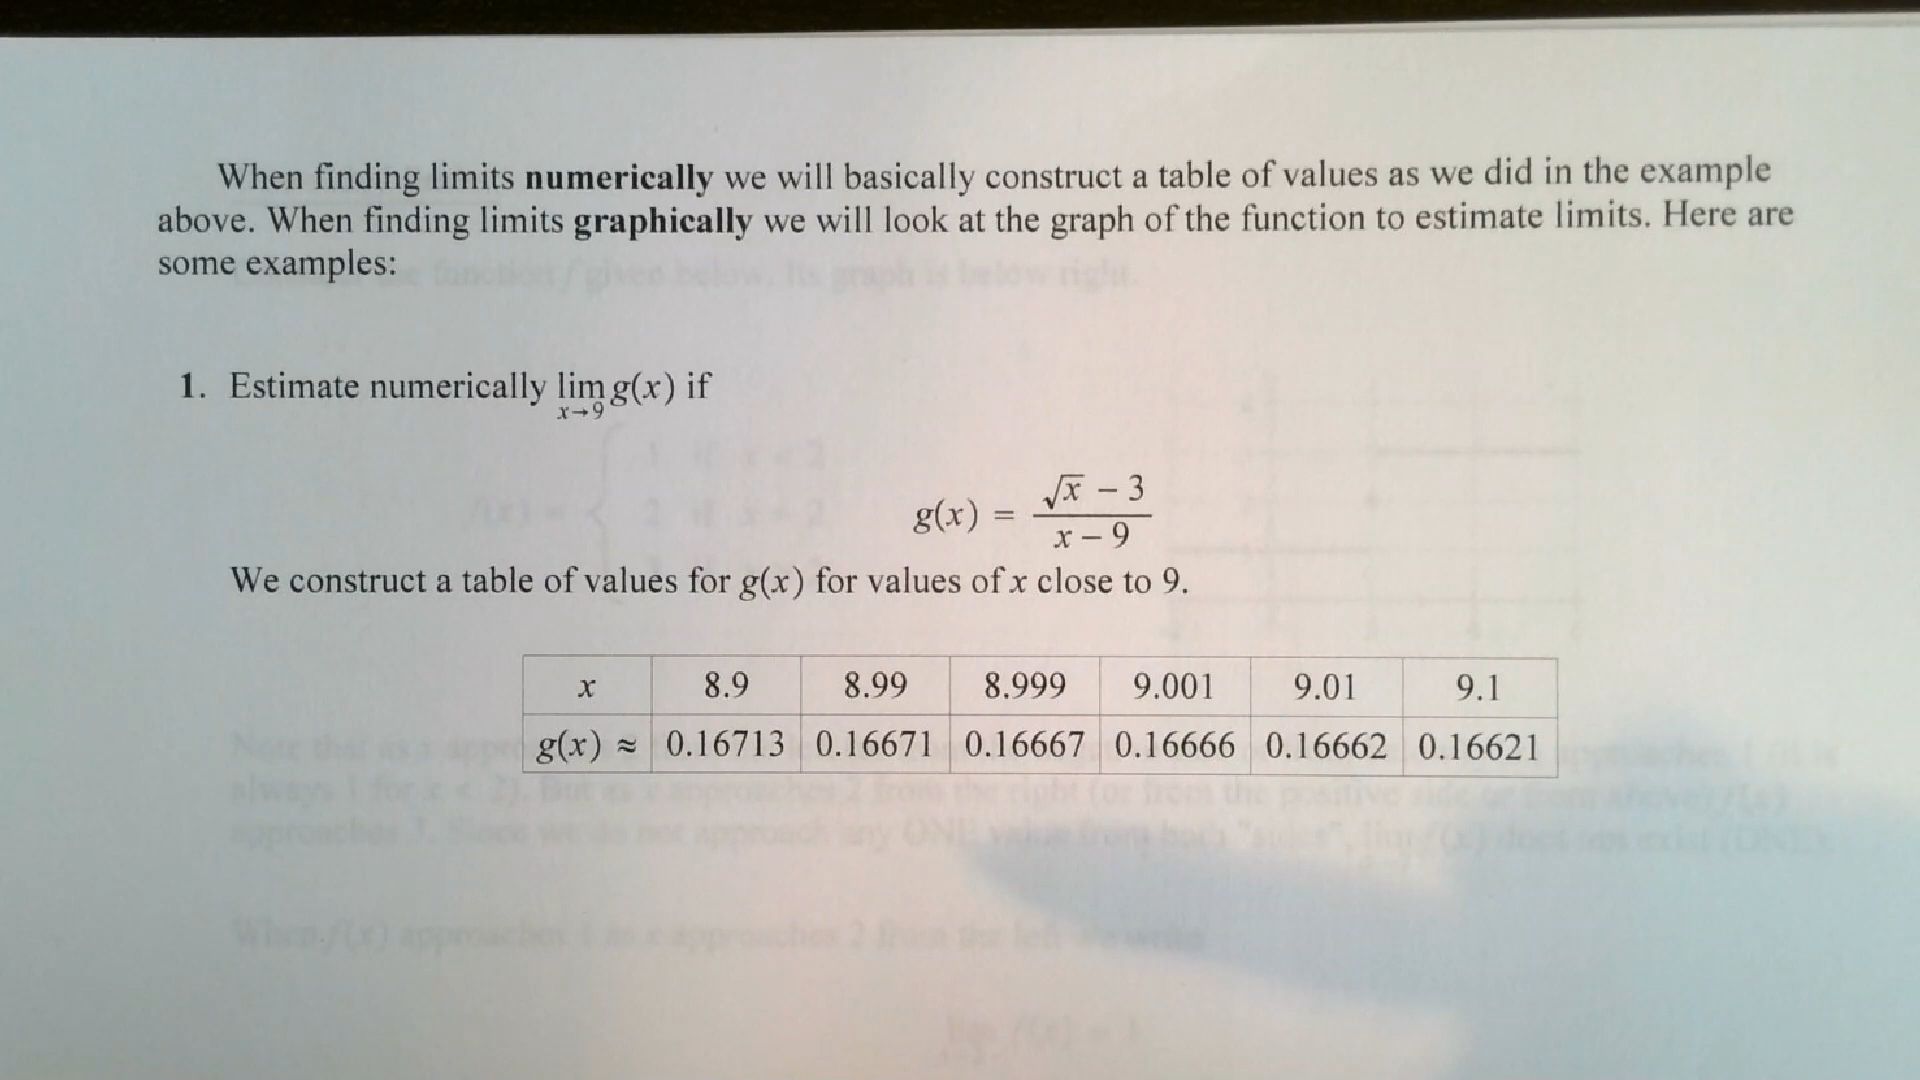 When finding limits numerically we will basically construct a table of values as we did in the example
above. When finding limits graphically we will look at the graph of the function to estimate limits. Here are
some examples:
1. Estimate numerically lim g(x) if
x→9
g(x) = (√x − 3)/(x − 9)
We construct a table of values for g(x) for values of x close to 9.
x 8.9 8.99 8.999 9.001 9.01 9.1
g(x) ≈ 0.16713 0.16671 0.16667 0.16666 0.16662 0.16621